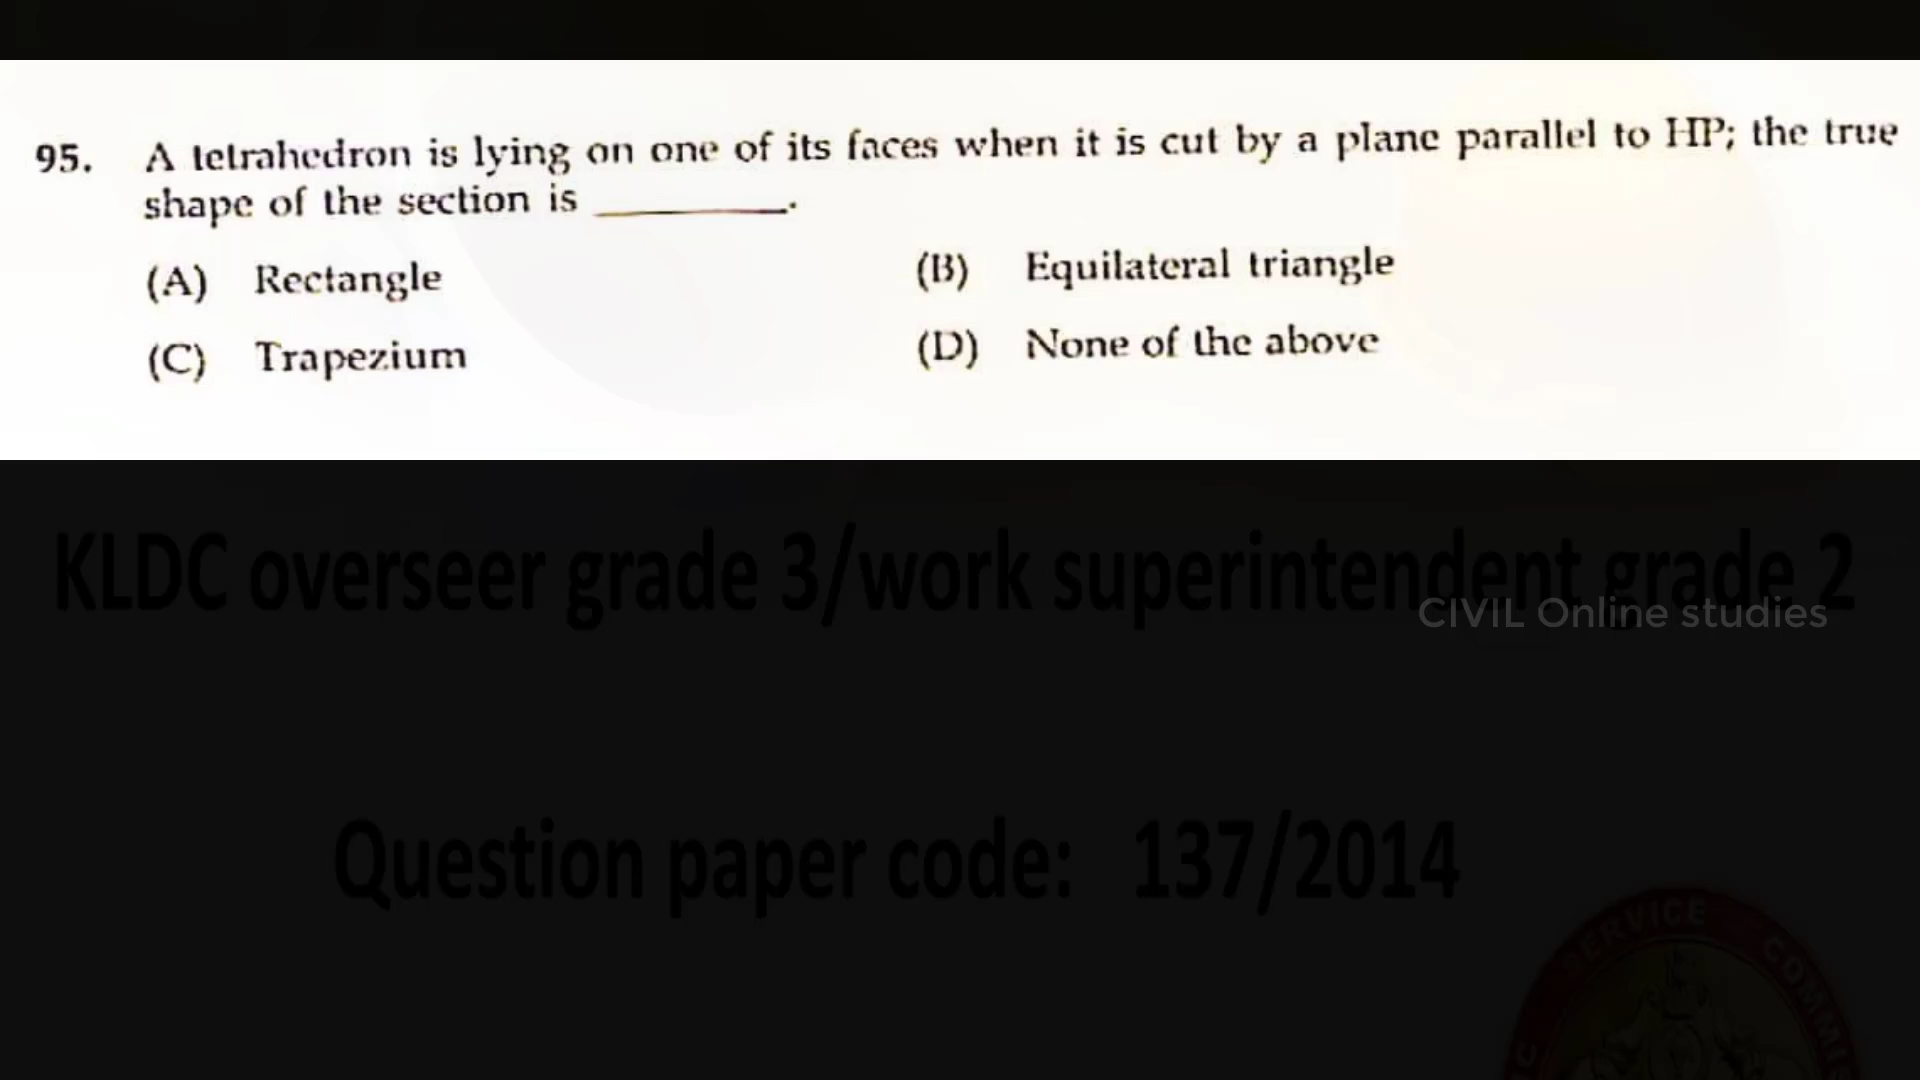 95. A tetrahedron is lying on one of its faces when it is cut by a plane parallel to HP; the true
shape of the section is ________.
(A) Rectangle (B) Equilateral triangle
(C) Trapezium (D) None of the above
KLDC overseer grade 3/work superintendent grade 2
CIVIL Online studies
Question paper code: 137/2014
SERVICE